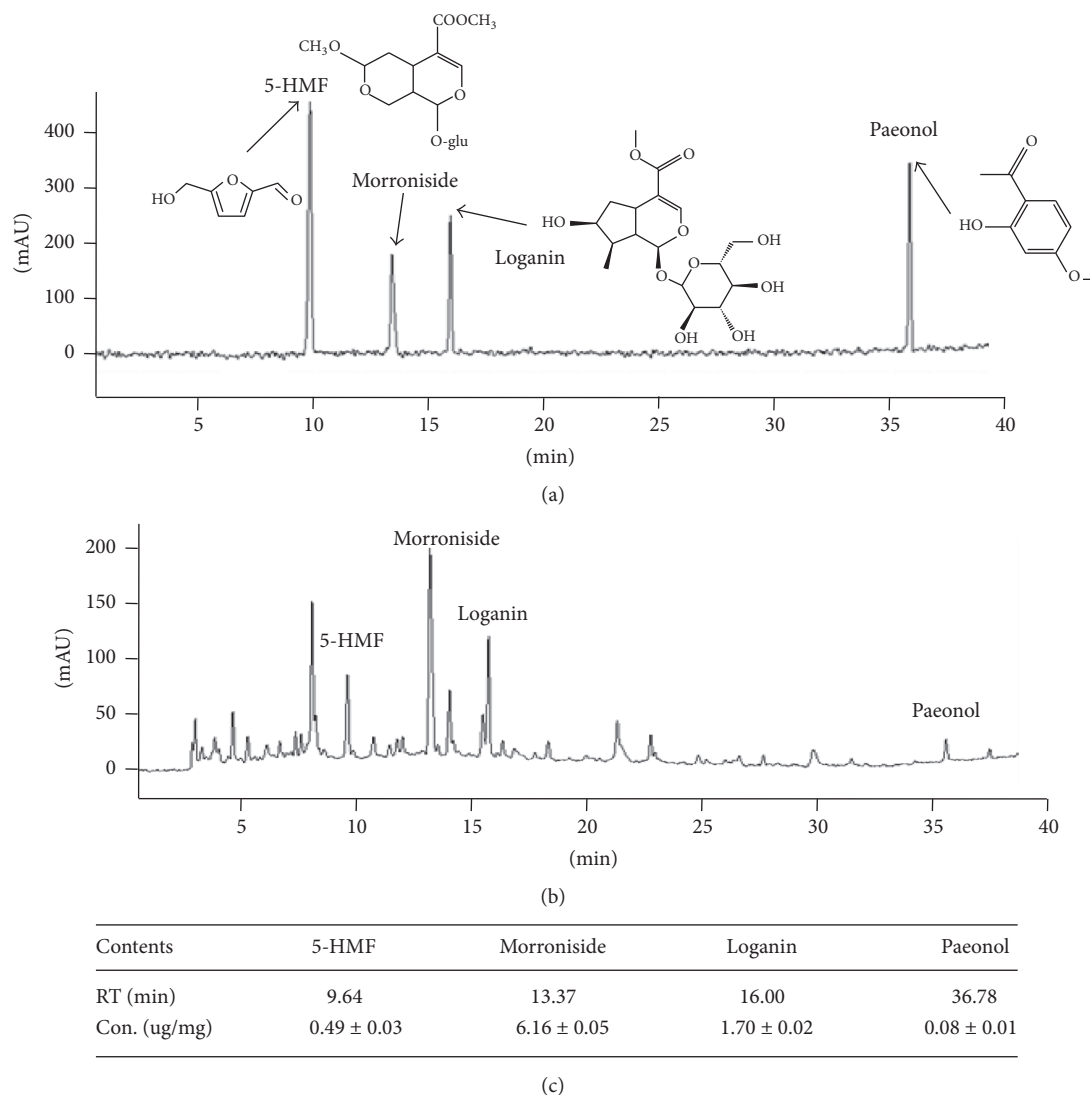 COOCH3
CH3O
5-HMF
O
O
O-glu
Paeonol
O
O
O
HO
O
O
Morroniside
HO
O
Loganin
OH
O
O
OH
OH
OH
OH
HO
O
400
300
200
100
0
(mAU)
5 10 15 20 25 30 35 40
(min)
(a)
Morroniside
Loganin
5-HMF
Paeonol
200
150
100
50
0
(mAU)
5 10 15 20 25 30 35 40
(min)
(b)
Contents 5-HMF Morroniside Loganin Paeonol
RT (min) 9.64 13.37 16.00 36.78
Con. (ug/mg) 0.49 ± 0.03 6.16 ± 0.05 1.70 ± 0.02 0.08 ± 0.01
(c)